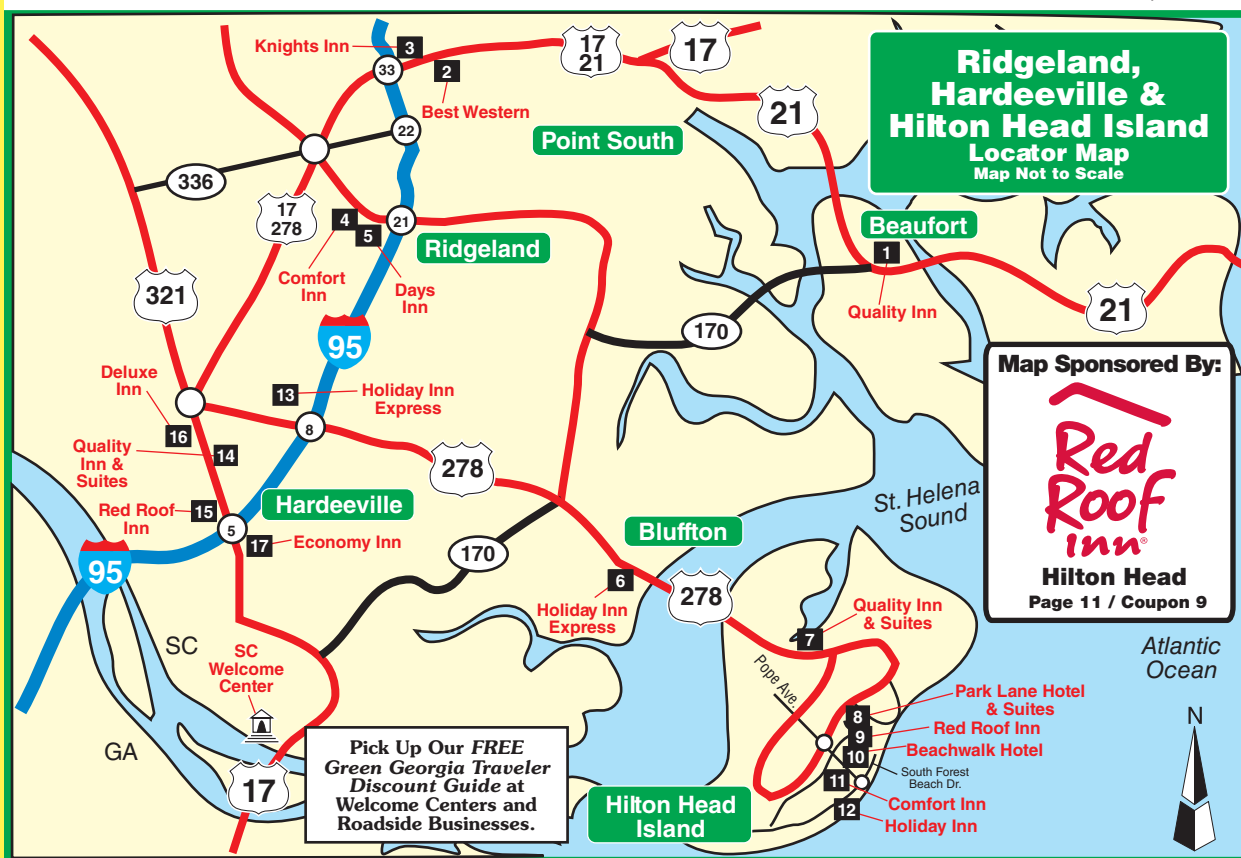 Ridgeland,
Hardeeville &
Hilton Head Island
Locator Map
Map Not to Scale
Knights Inn
3
33
2
Best Western
17
21
17
21
22
Point South
336
17
278
4
5
21
Ridgeland
Comfort
Inn
Days
Inn
Beaufort
1
Quality Inn
21
170
321
95
Deluxe
Inn
16
13
Holiday Inn
Express
8
Quality
Inn &
Suites
14
278
Red Roof
Inn
15
5
Hardeeville
17
Economy Inn
95
170
Bluffton
St. Helena
Sound
6
Holiday Inn
Express
278
Map Sponsored By:
Red
Roof
Inn®
Hilton Head
Page 11 / Coupon 9
Quality Inn
& Suites
7
Pope Ave.
Atlantic
Ocean
N
SC
SC
Welcome
Center
GA
17
Park Lane Hotel
& Suites
8
Red Roof Inn
9
Beachwalk Hotel
10
South Forest
Beach Dr.
11
Comfort Inn
12
Holiday Inn
Hilton Head
Island
Pick Up Our FREE
Green Georgia Traveler
Discount Guide at
Welcome Centers and
Roadside Businesses.